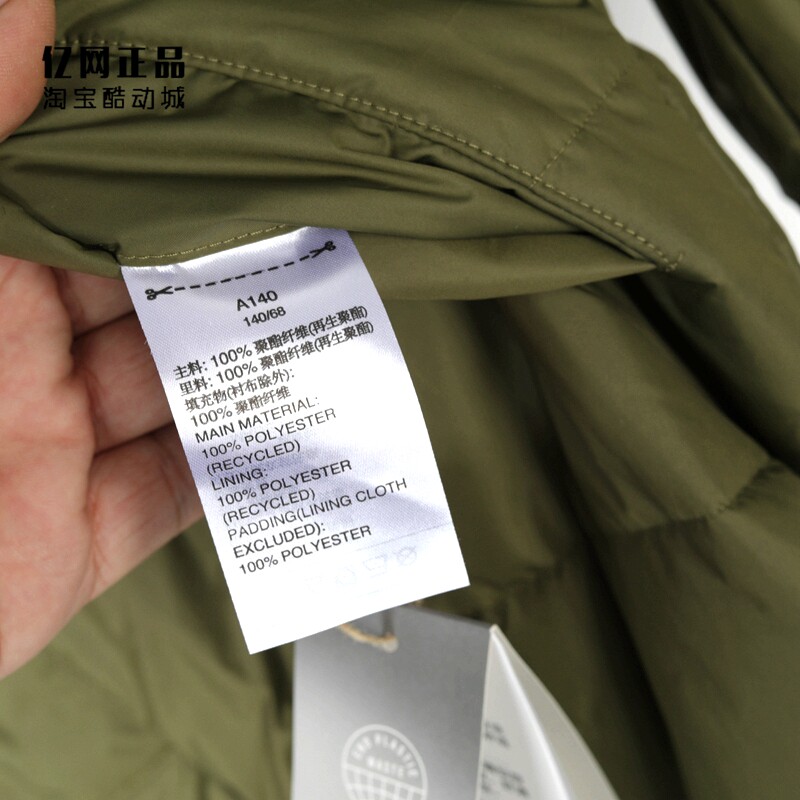 亿网正品
淘宝酷动城
A140
140/68
主料: 100% 聚酯纤维(再生聚酯)
里料: 100% 聚酯纤维(再生聚酯)
填充物(衬布除外):
100% 聚酯纤维
MAIN MATERIAL:
100% POLYESTER
(RECYCLED)
LINING:
100% POLYESTER
(RECYCLED)
PADDING(LINING CLOTH
EXCLUDED):
100% POLYESTER
END PLASTIC
WASTE